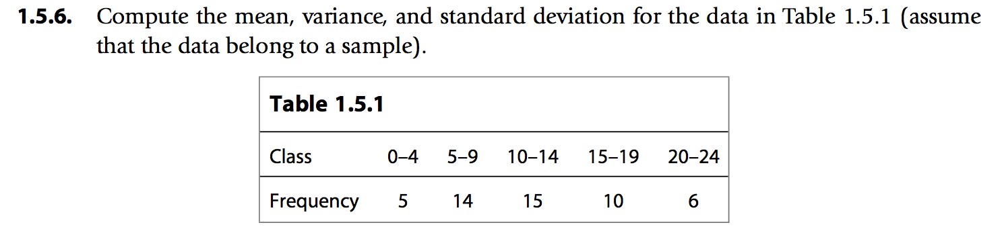 1.5.6. Compute the mean, variance, and standard deviation for the data in Table 1.5.1 (assume
that the data belong to a sample).
Table 1.5.1
Class 0–4 5–9 10–14 15–19 20–24
Frequency 5 14 15 10 6